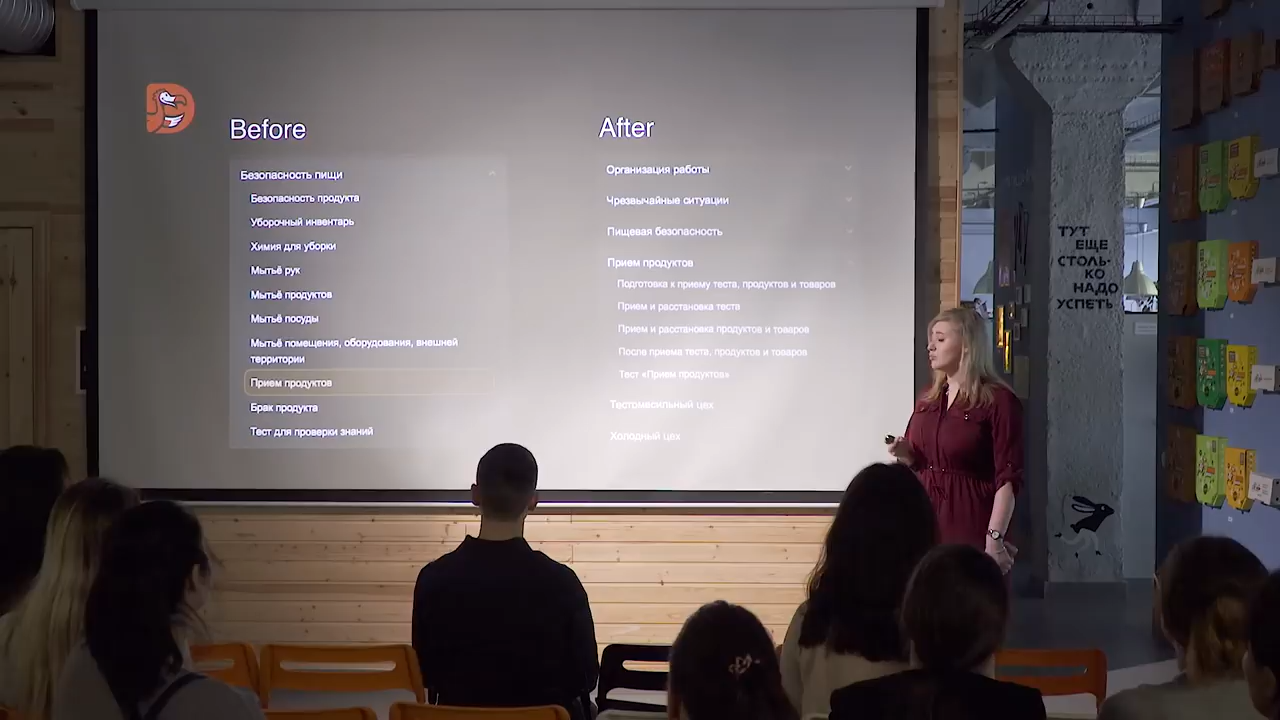 Before
Безопасность пищи
Безопасность продукта
Уборочный инвентарь
Химия для уборки
Мытьё рук
Мытьё продуктов
Мытьё посуды
Мытьё помещения, оборудования, внешней
территории
Прием продуктов
Брак продукта
Тест для проверки знаний
After
Организация работы
Чрезвычайные ситуации
Пищевая безопасность
Прием продуктов
Подготовка к приему теста, продуктов и товаров
Прием и расстановка теста
Прием и расстановка продуктов и товаров
После приема теста, продуктов и товаров
Тест «Прием продуктов»
Тестомесильный цех
Холодный цех
ТУТ
ЕЩЕ
СТОЛЬ-
КО
НАДО
УСПЕТЬ